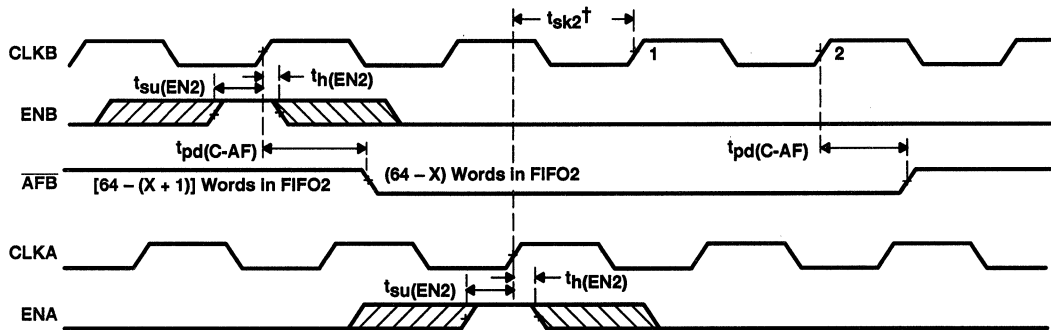 tsk2†
CLKB
1
2
tsu(EN2)
th(EN2)
ENB
tpd(C-AF)
tpd(C-AF)
AFB
[64 – (X + 1)] Words in FIFO2
(64 – X) Words in FIFO2
CLKA
tsu(EN2)
th(EN2)
ENA